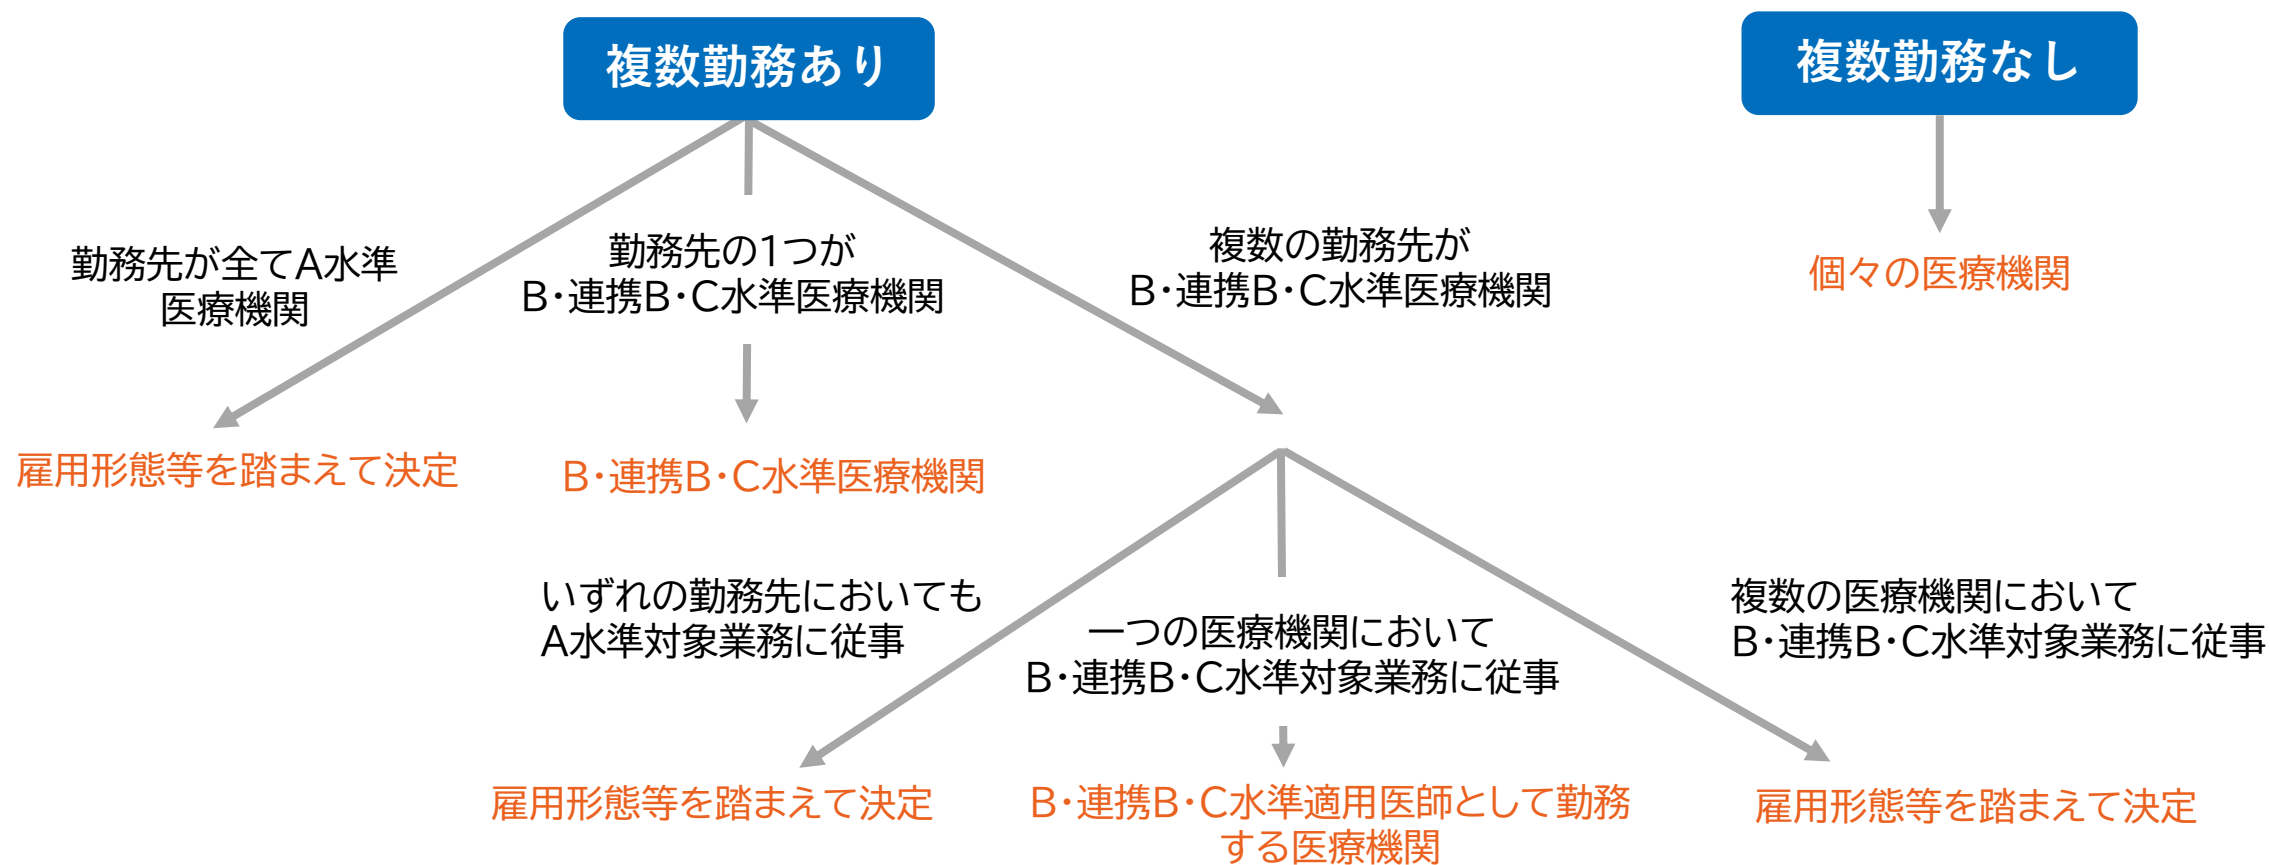 複数勤務あり
複数勤務なし
勤務先が全てA水準
医療機関
勤務先の1つが
B・連携B・C水準医療機関
複数の勤務先が
B・連携B・C水準医療機関
個々の医療機関
雇用形態等を踏まえて決定
B・連携B・C水準医療機関
いずれの勤務先においても
A水準対象業務に従事
一つの医療機関において
B・連携B・C水準対象業務に従事
複数の医療機関において
B・連携B・C水準対象業務に従事
雇用形態等を踏まえて決定
B・連携B・C水準適用医師として勤務
する医療機関
雇用形態等を踏まえて決定